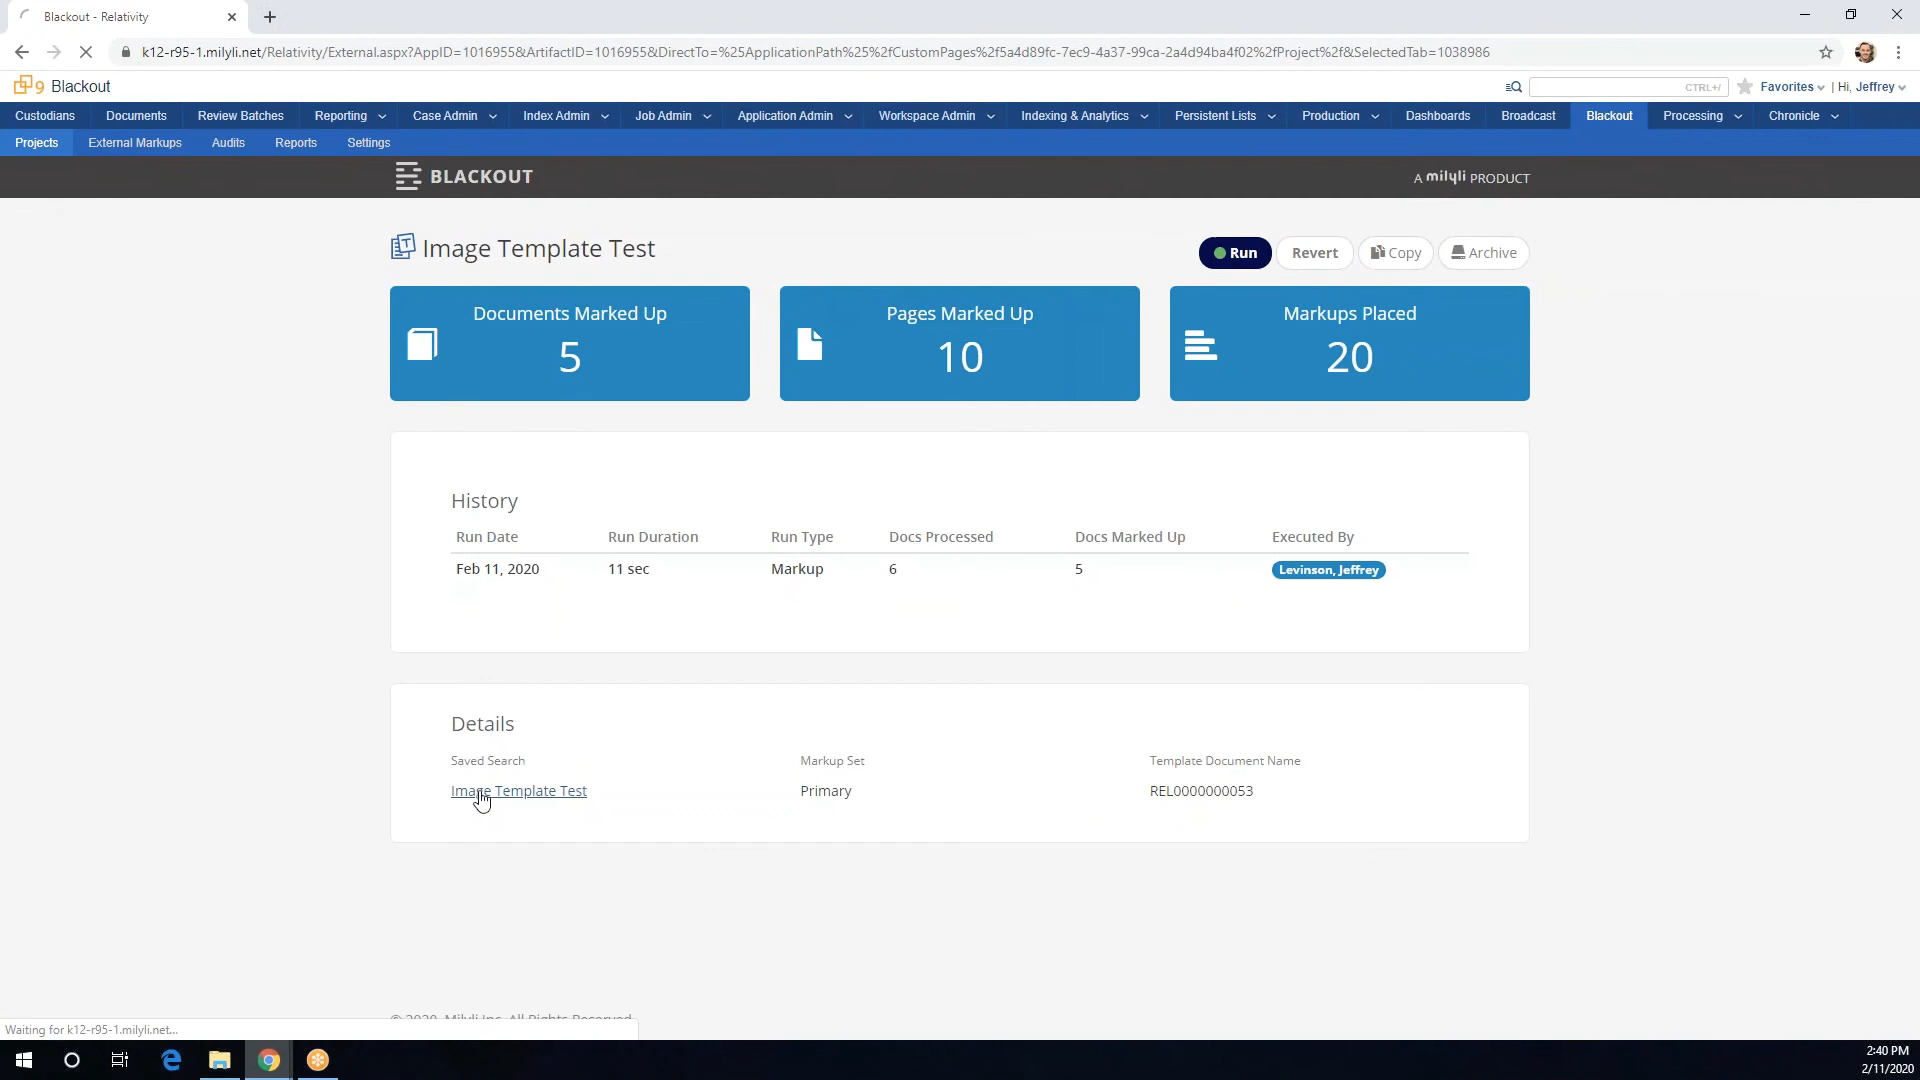 Blackout - Relativity
k12-r95-1.milyli.net/Relativity/External.aspx?AppID=1016955&ArtifactID=1016955&DirectTo=%25ApplicationPath%25%2fCustomPages%2f5a4d89fc-7ec9-4a37-99ca-2a4d94ba4f02%2fProject%2f&SelectedTab=1038986
9 Blackout CTRL+/ Favorites | Hi, Jeffrey
Custodians Documents Review Batches Reporting Case Admin Index Admin Job Admin Application Admin Workspace Admin Indexing & Analytics Persistent Lists Production Dashboards Broadcast Blackout Processing Chronicle
Projects External Markups Audits Reports Settings
BLACKOUT A milyli PRODUCT
Image Template Test Run Revert Copy Archive
Documents Marked Up Pages Marked Up Markups Placed
5 10 20
History
Run Date Run Duration Run Type Docs Processed Docs Marked Up Executed By
Feb 11, 2020 11 sec Markup 6 5 Levinson, Jeffrey
Details
Saved Search Markup Set Template Document Name
Image Template Test Primary REL0000000053
© 2020, Milyli Inc. All Rights Reserved
Waiting for k12-r95-1.milyli.net...
2:40 PM
2/11/2020